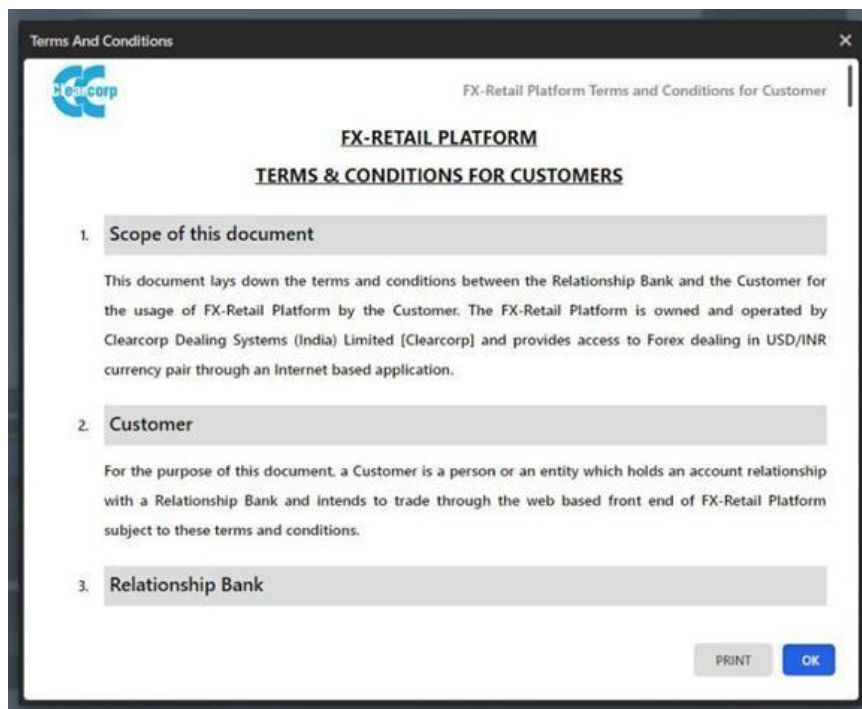 Terms And Conditions
Clearcorp
FX-Retail Platform Terms and Conditions for Customer
FX-RETAIL PLATFORM
TERMS & CONDITIONS FOR CUSTOMERS
1. Scope of this document
This document lays down the terms and conditions between the Relationship Bank and the Customer for
the usage of FX-Retail Platform by the Customer. The FX-Retail Platform is owned and operated by
Clearcorp Dealing Systems (India) Limited [Clearcorp] and provides access to Forex dealing in USD/INR
currency pair through an Internet based application.
2. Customer
For the purpose of this document, a Customer is a person or an entity which holds an account relationship
with a Relationship Bank and intends to trade through the web based front end of FX-Retail Platform
subject to these terms and conditions.
3. Relationship Bank
PRINT
OK